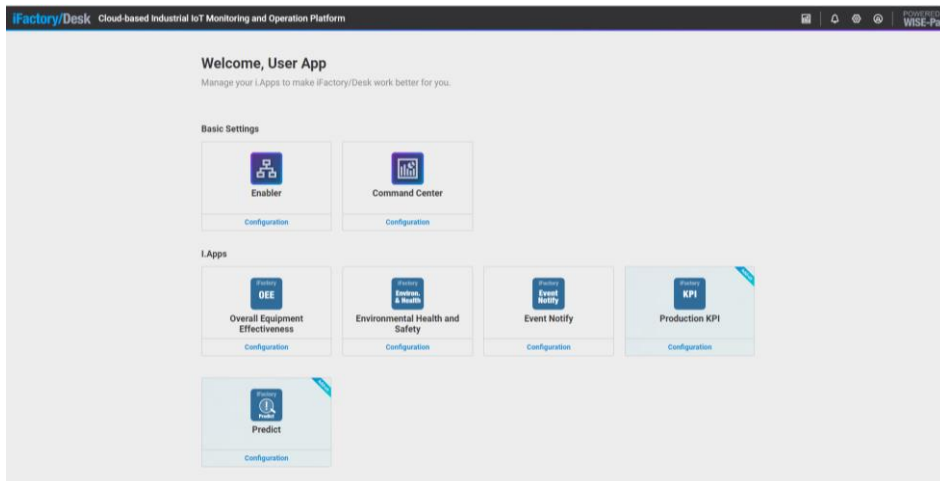 iFactory/Desk Cloud-based Industrial IoT Monitoring and Operation Platform
POWERED
WISE-Pa
Welcome, User App
Manage your i.Apps to make iFactory/Desk work better for you.
Basic Settings
Enabler
Command Center
Configuration
Configuration
I.Apps
iFactory
OEE
iFactory
Environ.
& Health
iFactory
Event
Notify
iFactory
KPI
Overall Equipment
Effectiveness
Environmental Health and
Safety
Event Notify
Production KPI
Configuration
Configuration
Configuration
Configuration
iFactory
Predict
Predict
Configuration